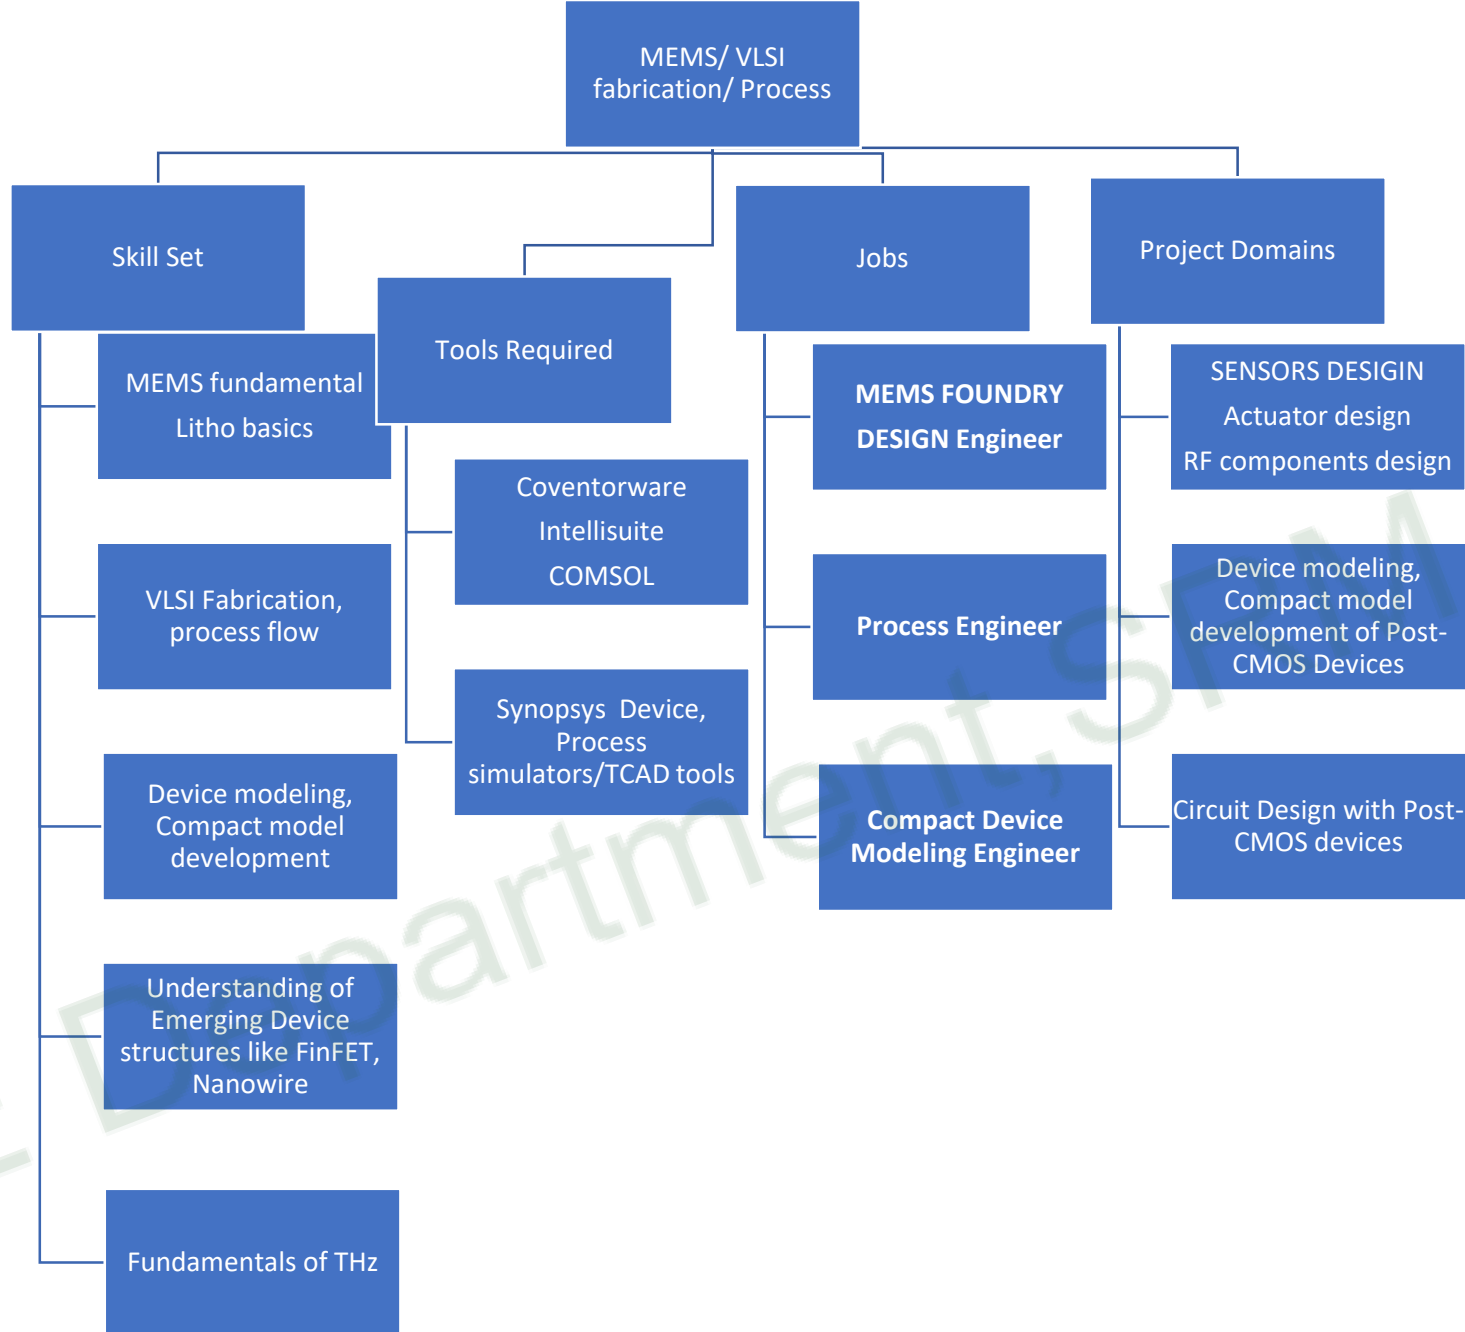 MEMS/ VLSI
fabrication/ Process
Skill Set
MEMS fundamental
Litho basics
VLSI Fabrication,
process flow
Device modeling,
Compact model
development
Understanding of
Emerging Device
structures like FinFET,
Nanowire
Fundamentals of THz
Tools Required
Coventorware
Intellisuite
COMSOL
Synopsys  Device,
Process
simulators/TCAD tools
Jobs
MEMS FOUNDRY
DESIGN Engineer
Process Engineer
Compact Device
Modeling Engineer
Project Domains
SENSORS DESIGIN
Actuator design
RF components design
Device modeling,
Compact model
development of Post-
CMOS Devices
Circuit Design with Post-
CMOS devices
Department,SRM